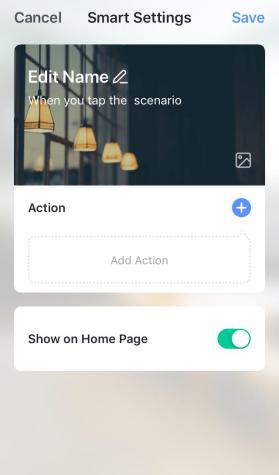 Cancel Smart Settings Save
Edit Name
When you tap the scenario
Action
Add Action
Show on Home Page